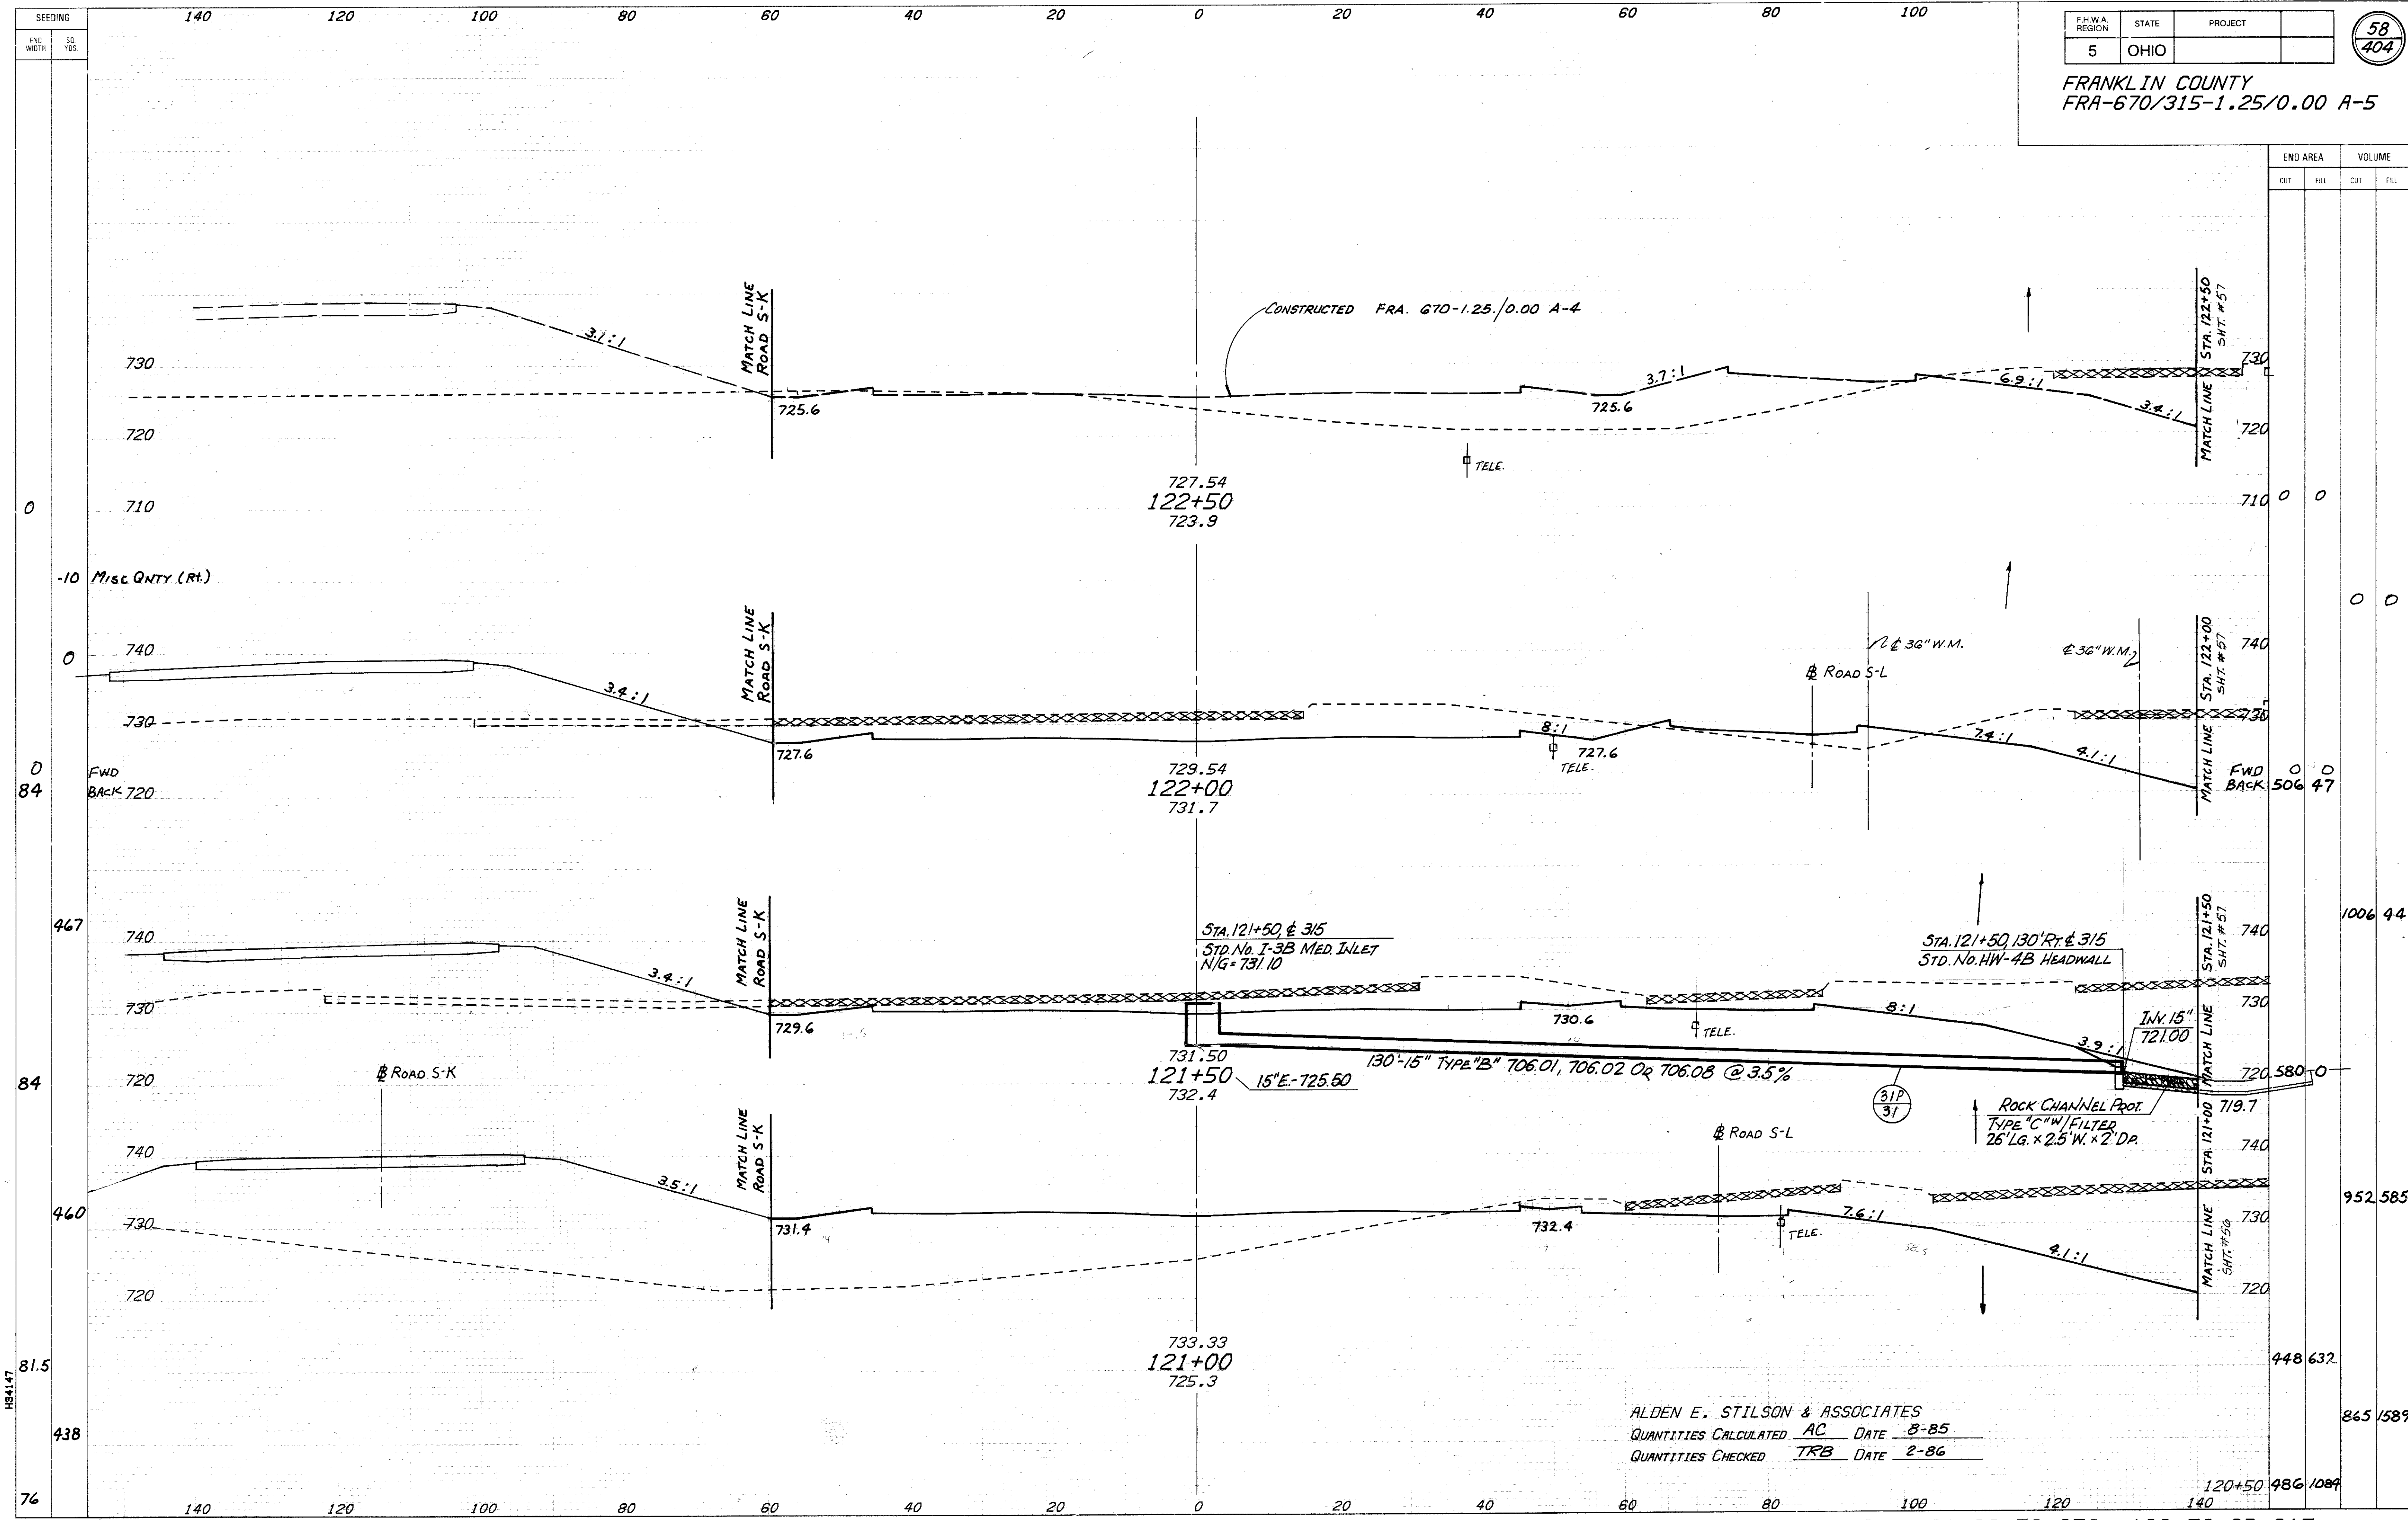 SEEDING
END WIDTH SQ. YDS.
140 120 100 80 60 40 20 0 20 40 60 80 100
F.H.W.A. REGION STATE PROJECT
5 OHIO
58
404
FRANKLIN COUNTY
FRA-670/315-1.25/0.00 A-5
END AREA VOLUME
CUT FILL CUT FILL
MATCH LINE
ROAD S-K
CONSTRUCTED FRA. 670-1.25./0.00 A-4
MATCH LINE STA. 122+50
SHT. #57
3.1:1
730
730
3.7:1
6.9:1
3.4:1
725.6
725.6
720
720
TELE.
727.54
122+50
723.9
0
710
710
0 0
-10 MISC QNTY (Rt.)
0 0
MATCH LINE
ROAD S-K
MATCH LINE STA. 122+00
SHT. #57
0
740
740
℄ 36" W.M.
℄ 36" W.M.
ⴲ ROAD S-L
3.4:1
730
730
8:1
7.4:1
4.1:1
727.6
727.6
TELE.
729.54
122+00
731.7
0 FWD
84 BACK
720
FWD 0 0
BACK 506 47
467
1006 44
MATCH LINE
ROAD S-K
STA. 121+50, ℄ 315
STD. NO. I-3B MED. INLET
N/G= 731.10
STA. 121+50, 130' RT. ℄ 315
STD. NO. HW-4B HEADWALL
MATCH LINE STA. 121+50
SHT. #57
740
740
3.4:1
730
730
8:1
3.9:1
INV. 15"
721.00
729.6
730.6
TELE.
731.50
121+50
732.4
15"E.-725.50
130'-15" TYPE "B" 706.01, 706.02 OR 706.08 @ 3.5%
84
720
720
580 0
31P
31
ROCK CHANNEL PROT.
TYPE "C" W/FILTER
26' LG. x 2.5' W. x 2' DP.
719.7
ⴲ ROAD S-K
MATCH LINE
ROAD S-K
ⴲ ROAD S-L
MATCH LINE STA. 121+00
SHT. #56
740
740
3.5:1
460
952 585
730
730
731.4
732.4
TELE.
7.6:1
4.1:1
720
720
733.33
121+00
725.3
81.5
448 632
438
865 1589
ALDEN E. STILSON & ASSOCIATES
QUANTITIES CALCULATED AC DATE 8-85
QUANTITIES CHECKED TRB DATE 2-86
76
120+50 486 1084
140 120 100 80 60 40 20 0 20 40 60 80 100 120 140
H34147